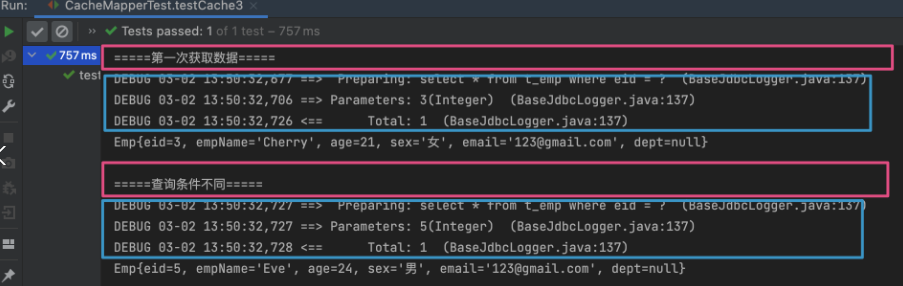 Run: CacheMapperTest.testCache3 ×
» Tests passed: 1 of 1 test – 757 ms
757 ms
test
=====第一次获取数据=====
DEBUG 03-02 13:50:32,677 ==>  Preparing: select * from t_emp where eid = ?  (BaseJdbcLogger.java:137)
DEBUG 03-02 13:50:32,706 ==> Parameters: 3(Integer)  (BaseJdbcLogger.java:137)
DEBUG 03-02 13:50:32,726 <==      Total: 1  (BaseJdbcLogger.java:137)
Emp{eid=3, empName='Cherry', age=21, sex='女', email='123@gmail.com', dept=null}
=====查询条件不同=====
DEBUG 03-02 13:50:32,727 ==>  Preparing: select * from t_emp where eid = ?  (BaseJdbcLogger.java:137)
DEBUG 03-02 13:50:32,727 ==> Parameters: 5(Integer)  (BaseJdbcLogger.java:137)
DEBUG 03-02 13:50:32,728 <==      Total: 1  (BaseJdbcLogger.java:137)
Emp{eid=5, empName='Eve', age=24, sex='男', email='123@gmail.com', dept=null}